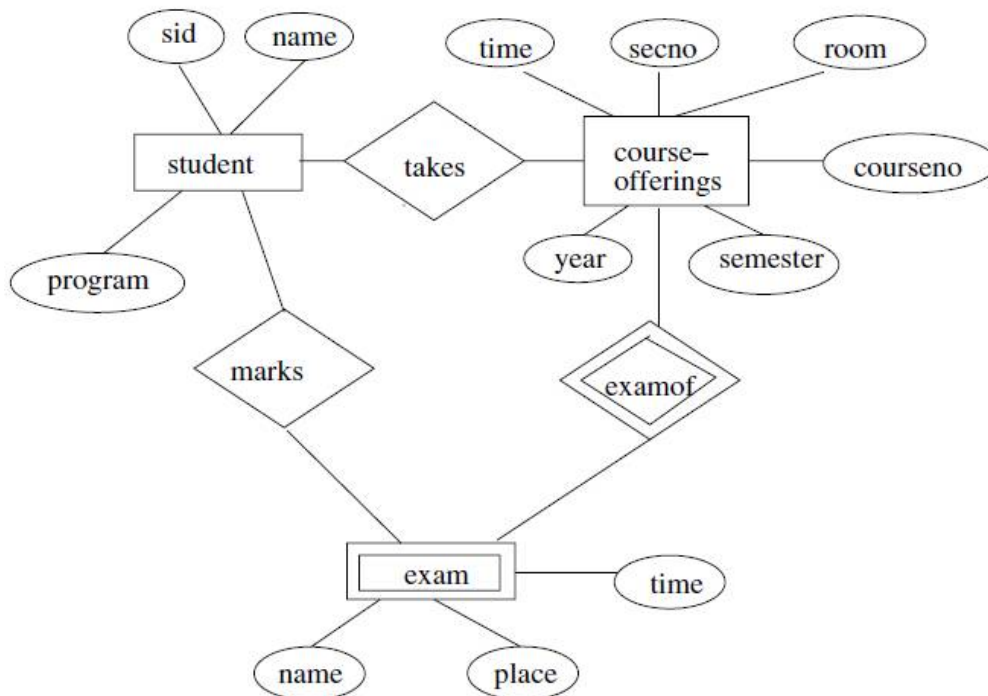 sid
name
time
secno
room
student
takes
course–
offerings
courseno
program
year
semester
marks
examof
exam
time
name
place